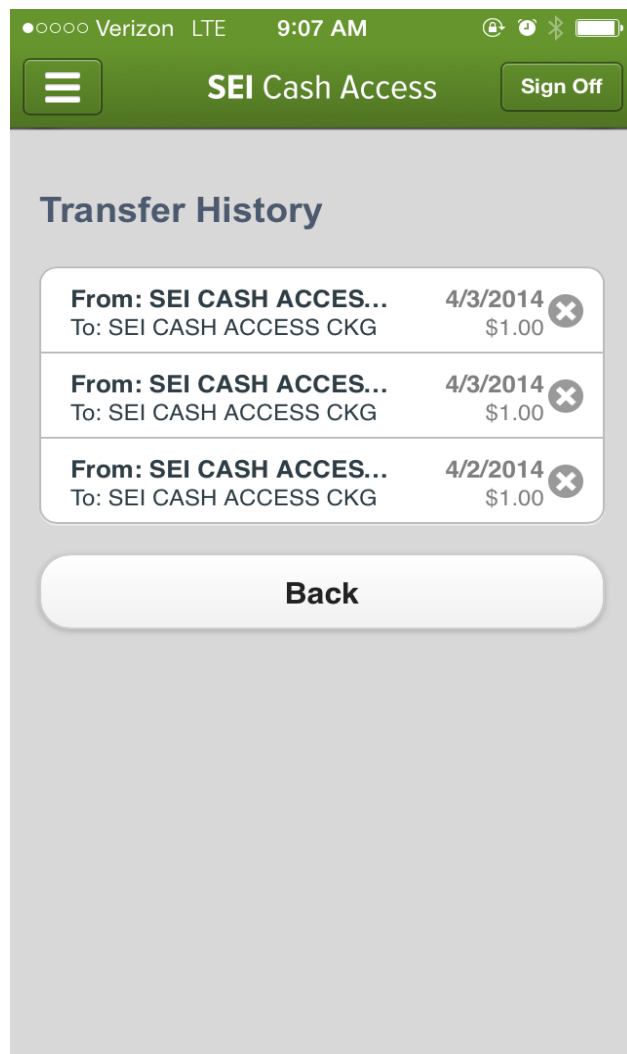 Verizon LTE 9:07 AM
SEI Cash Access Sign Off
Transfer History
From: SEI CASH ACCES... 4/3/2014
To: SEI CASH ACCESS CKG $1.00
From: SEI CASH ACCES... 4/3/2014
To: SEI CASH ACCESS CKG $1.00
From: SEI CASH ACCES... 4/2/2014
To: SEI CASH ACCESS CKG $1.00
Back